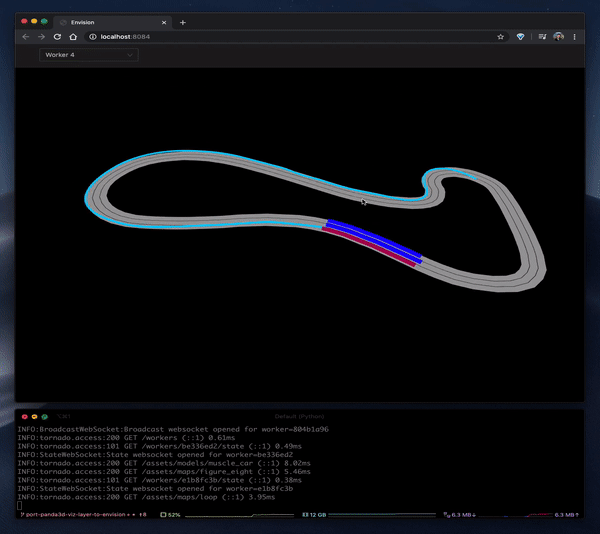 Envision
localhost:8084
Worker 4
Default (Python)
INFO:BroadcastWebSocket:Broadcast websocket opened for worker=804b1a96
INFO:tornado.access:200 GET /workers (::1) 0.61ms
INFO:tornado.access:101 GET /workers/be336ed2/state (::1) 0.49ms
INFO:StateWebSocket:State websocket opened for worker=be336ed2
INFO:tornado.access:200 GET /assets/models/muscle_car (::1) 8.02ms
INFO:tornado.access:200 GET /assets/maps/figure_eight (::1) 5.46ms
INFO:tornado.access:101 GET /workers/e1b8fc3b/state (::1) 0.38ms
INFO:StateWebSocket:State websocket opened for worker=e1b8fc3b
INFO:tornado.access:200 GET /assets/maps/loop (::1) 3.95ms
port-panda3d-viz-layer-to-envision 52% 12 GB 6.3 MB↓ 6.3 MB↑